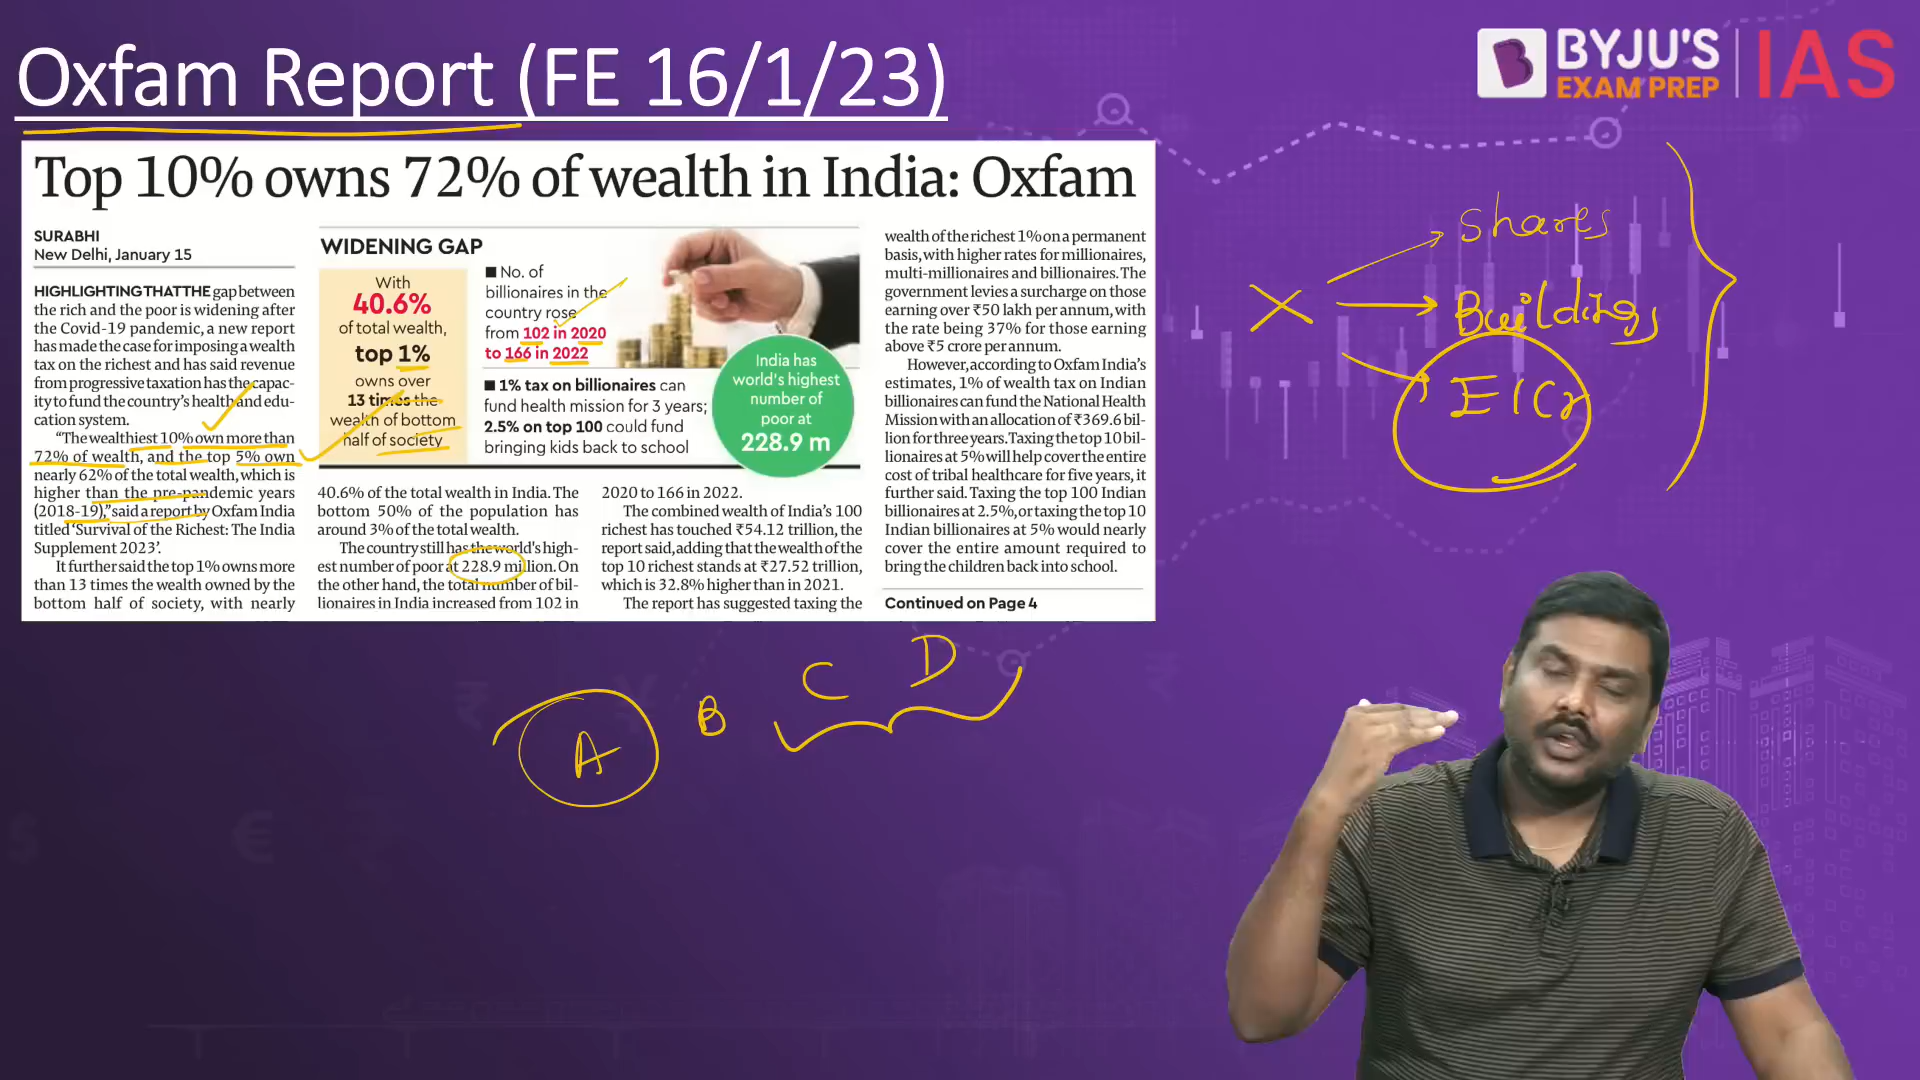 Oxfam Report (FE 16/1/23)
BYJU'S
EXAM PREP
IAS
Top 10% owns 72% of wealth in India: Oxfam
SURABHI
New Delhi, January 15
HIGHLIGHTING THAT THE gap between
the rich and the poor is widening after
the Covid-19 pandemic, a new report
has made the case for imposing a wealth
tax on the richest and has said revenue
from progressive taxation has the capac-
ity to fund the country's health and edu-
cation system.
"The wealthiest 10% own more than
72% of wealth, and the top 5% own
nearly 62% of the total wealth, which is
higher than the pre-pandemic years
(2018-19)," said a report by Oxfam India
titled 'Survival of the Richest: The India
Supplement 2023'.
It further said the top 1% owns more
than 13 times the wealth owned by the
bottom half of society, with nearly
WIDENING GAP
With
40.6%
of total wealth,
top 1%
owns over
13 times the
wealth of bottom
half of society
■ No. of
billionaires in the
country rose
from 102 in 2020
to 166 in 2022
■ 1% tax on billionaires can
fund health mission for 3 years;
2.5% on top 100 could fund
bringing kids back to school
India has
world's highest
number of
poor at
228.9 m
40.6% of the total wealth in India. The
bottom 50% of the population has
around 3% of the total wealth.
The country still has the world's high-
est number of poor at 228.9 million. On
the other hand, the total number of bil-
lionaires in India increased from 102 in
2020 to 166 in 2022.
The combined wealth of India's 100
richest has touched ₹54.12 trillion, the
report said, adding that the wealth of the
top 10 richest stands at ₹27.52 trillion,
which is 32.8% higher than in 2021.
The report has suggested taxing the
wealth of the richest 1% on a permanent
basis, with higher rates for millionaires,
multi-millionaires and billionaires. The
government levies a surcharge on those
earning over ₹50 lakh per annum, with
the rate being 37% for those earning
above ₹5 crore per annum.
However, according to Oxfam India's
estimates, 1% of wealth tax on Indian
billionaires can fund the National Health
Mission with an allocation of ₹369.6 bil-
lion for three years. Taxing the top 10 bil-
lionaires at 5% will help cover the entire
cost of tribal healthcare for five years, it
further said. Taxing the top 100 Indian
billionaires at 2.5%, or taxing the top 10
Indian billionaires at 5% would nearly
cover the entire amount required to
bring the children back into school.
Continued on Page 4
X
Shares
Buildings
A B C D